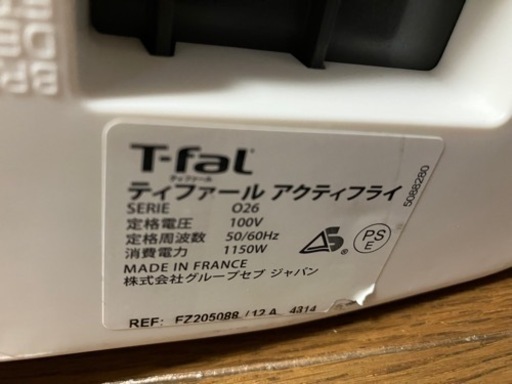 T-fal
ティファール
ティファール アクティフライ
SERIE O26
定格電圧 100V
定格周波数 50/60Hz
消費電力 1150W
MADE IN FRANCE
株式会社グループセブ ジャパン
REF: FZ205088 /12 A 4314
PS
E
5088280